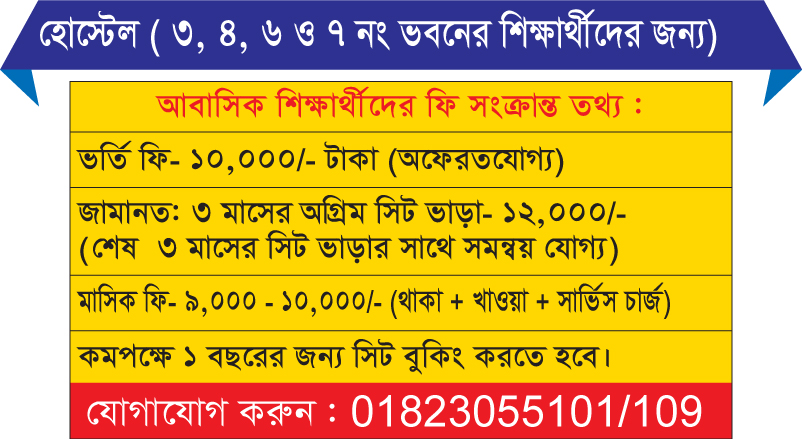 হোস্টেল ( ৩, ৪, ৬ ও ৭ নং ভবনের শিক্ষার্থীদের জন্য)
আবাসিক শিক্ষার্থীদের ফি সংক্রান্ত তথ্য :
ভর্তি ফি- ১০,০০০/- টাকা (অফেরতযোগ্য)
জামানত: ৩ মাসের অগ্রিম সিট ভাড়া- ১২,০০০/-
(শেষ ৩ মাসের সিট ভাড়ার সাথে সমন্বয় যোগ্য)
মাসিক ফি- ৯,০০০ - ১০,০০০/- (থাকা + খাওয়া + সার্ভিস চার্জ)
কমপক্ষে ১ বছরের জন্য সিট বুকিং করতে হবে।
যোগাযোগ করুন : 01823055101/109